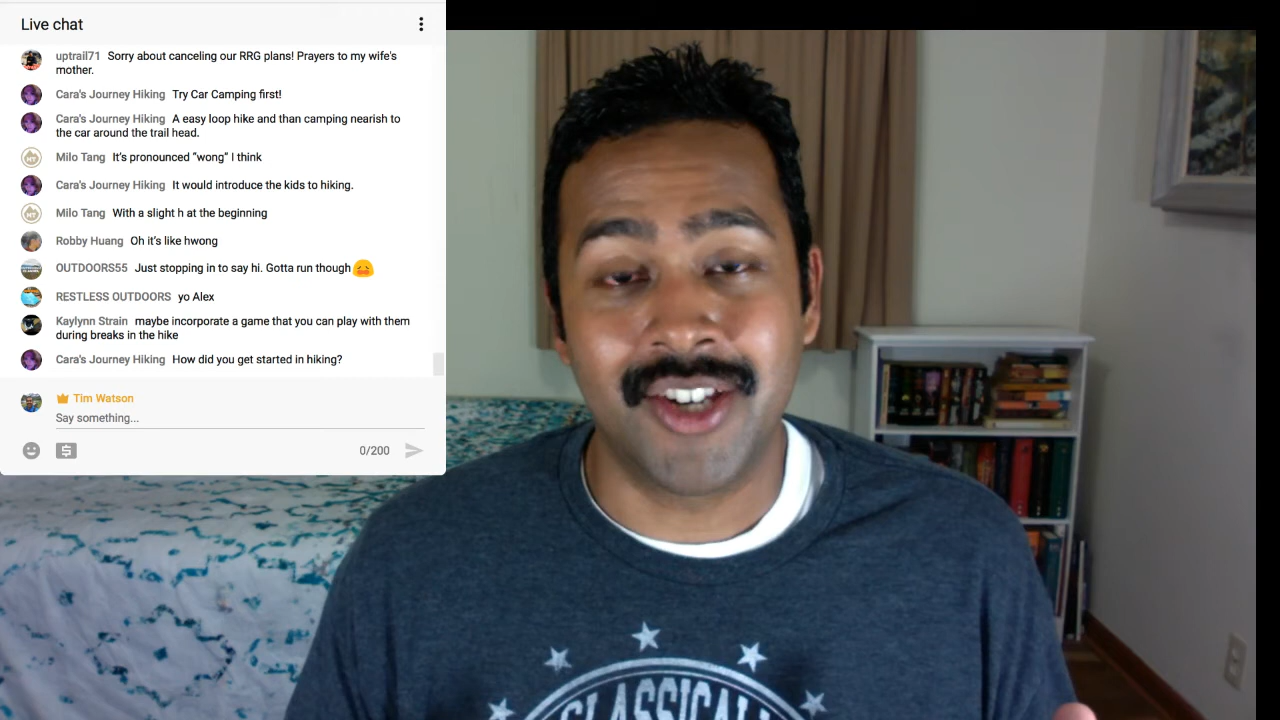 Live chat
uptrail71 Sorry about canceling our RRG plans! Prayers to my wife's
mother.
Cara's Journey Hiking Try Car Camping first!
Cara's Journey Hiking A easy loop hike and than camping nearish to
the car around the trail head.
Milo Tang It's pronounced "wong" I think
Cara's Journey Hiking It would introduce the kids to hiking.
Milo Tang With a slight h at the beginning
Robby Huang Oh it's like hwong
OUTDOORS55 Just stopping in to say hi. Gotta run though
RESTLESS OUTDOORS yo Alex
Kaylynn Strain maybe incorporate a game that you can play with them
during breaks in the hike
Cara's Journey Hiking How did you get started in hiking?
Tim Watson
Say something...
0/200
CLASSICALL